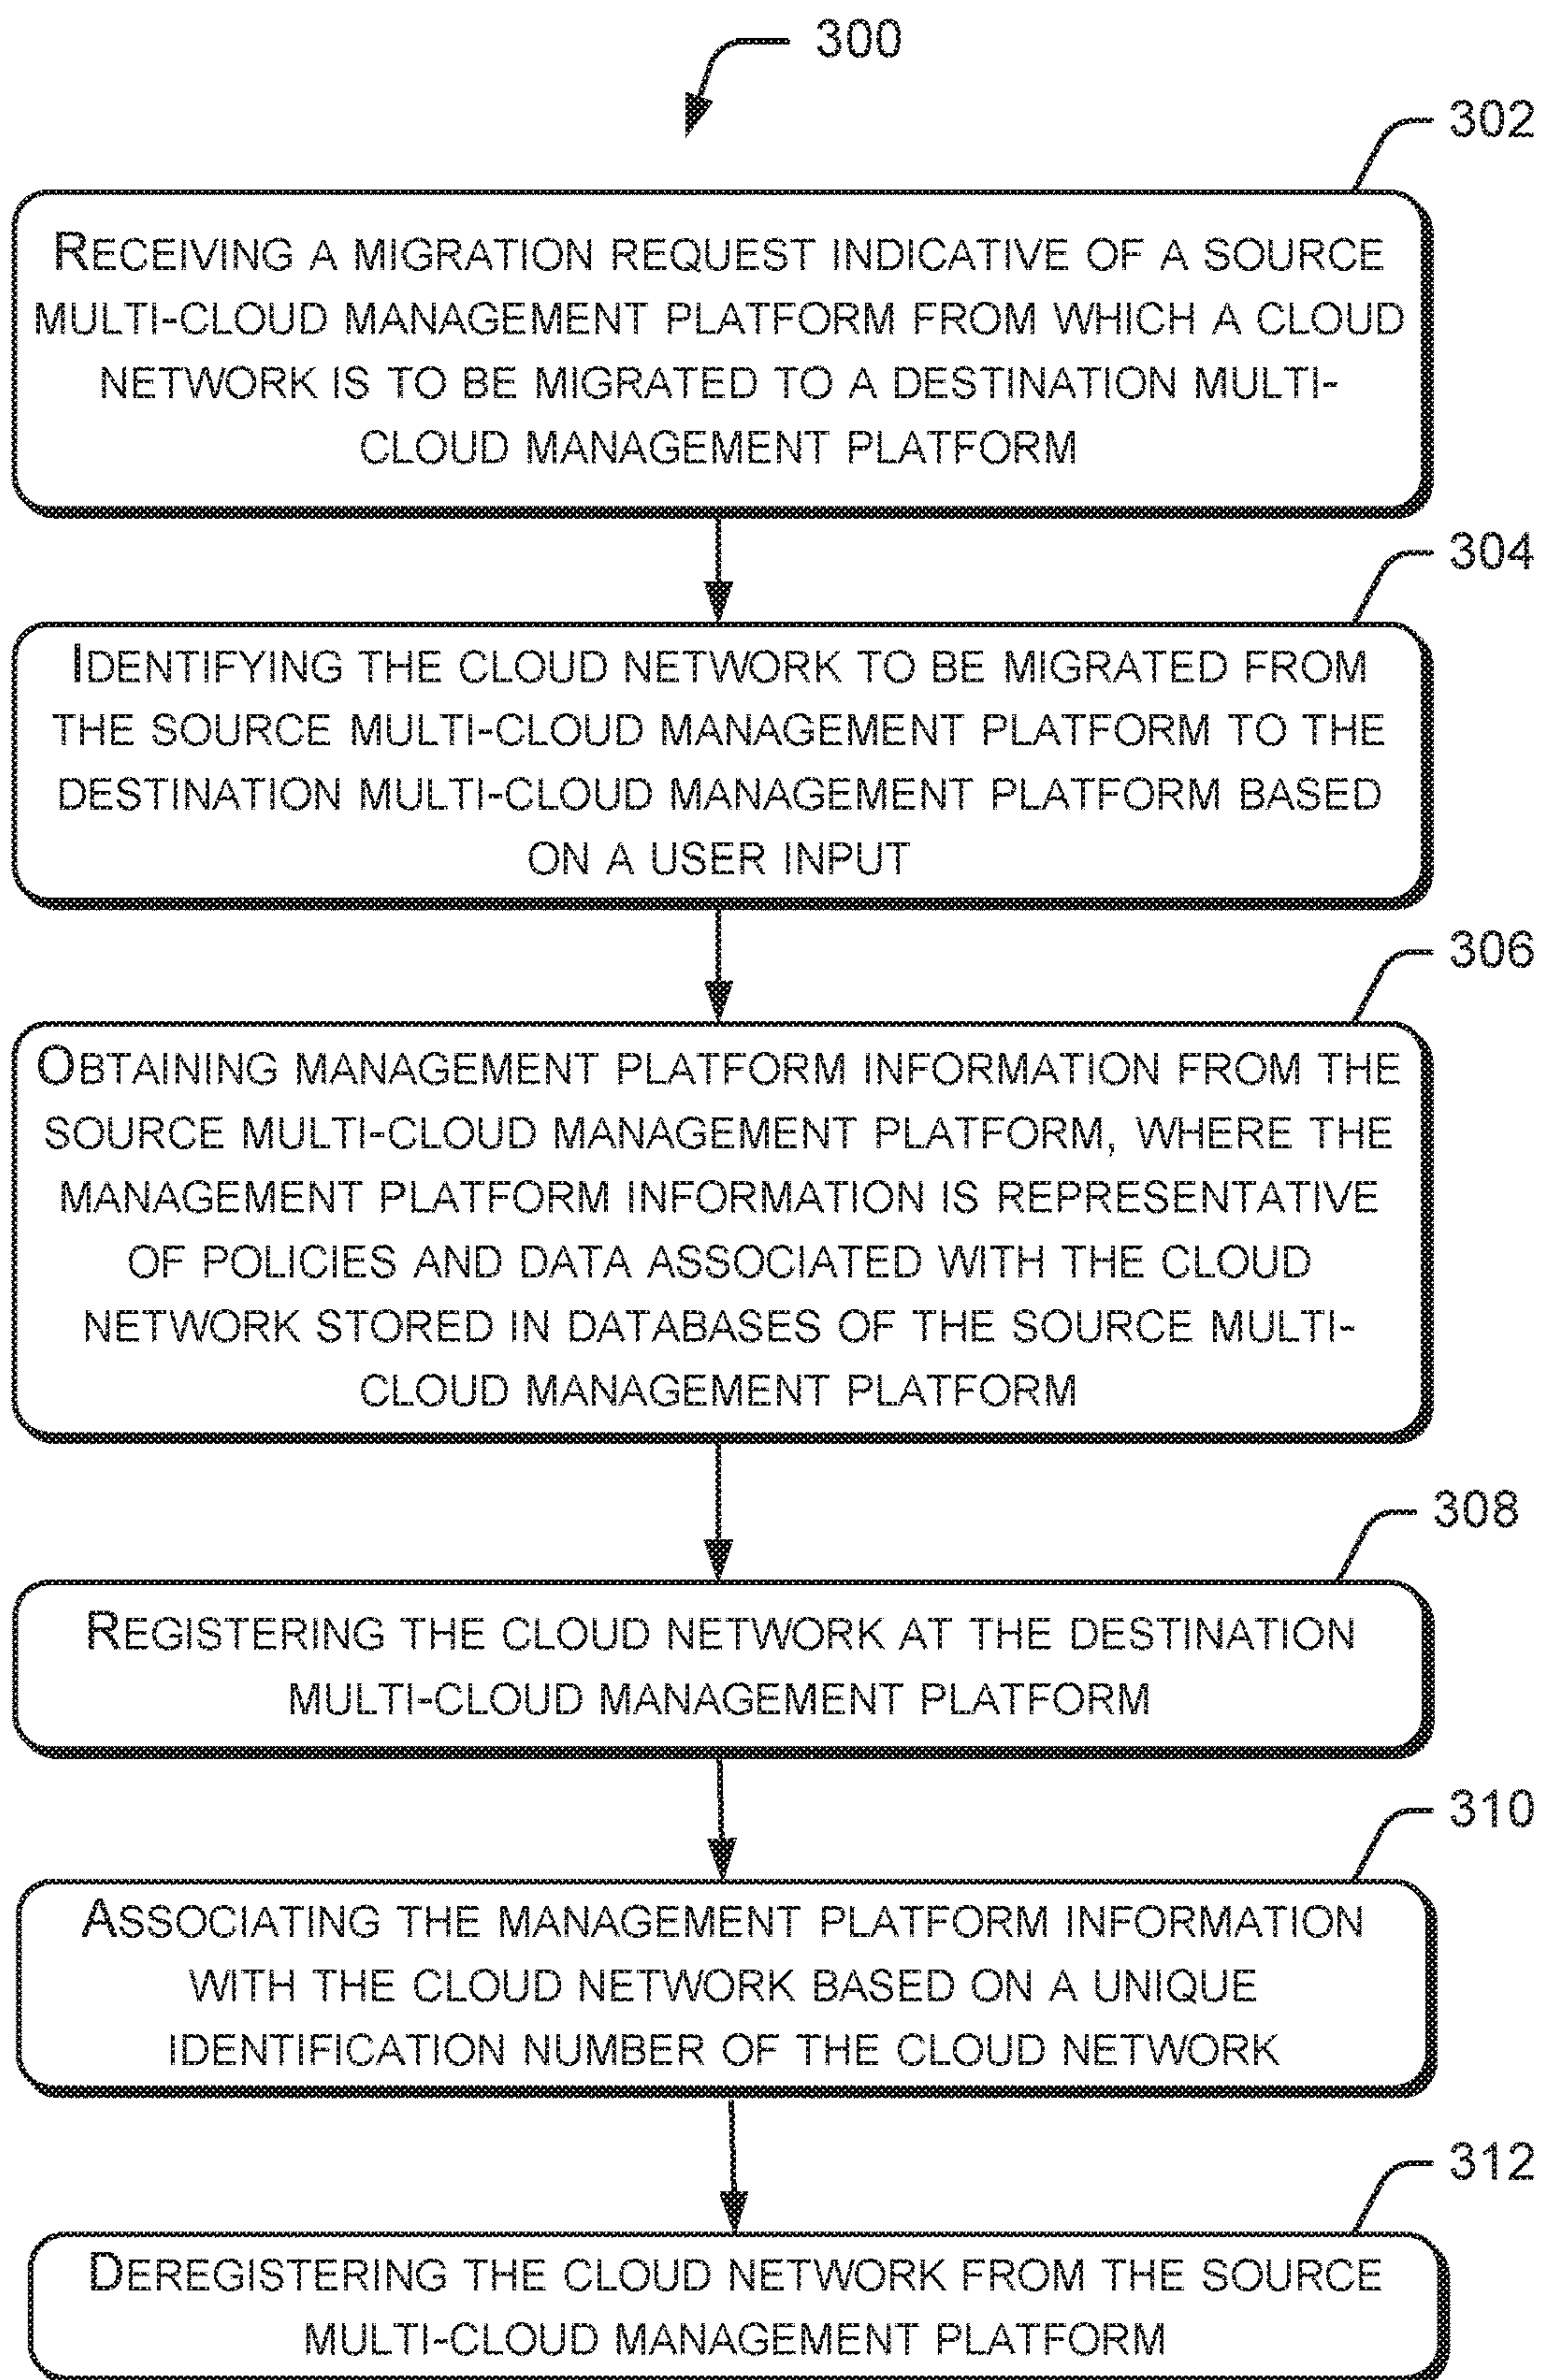 300
302
RECEIVING A MIGRATION REQUEST INDICATIVE OF A SOURCE
MULTI-CLOUD MANAGEMENT PLATFORM FROM WHICH A CLOUD
NETWORK IS TO BE MIGRATED TO A DESTINATION MULTI-
CLOUD MANAGEMENT PLATFORM
304
IDENTIFYING THE CLOUD NETWORK TO BE MIGRATED FROM
THE SOURCE MULTI-CLOUD MANAGEMENT PLATFORM TO THE
DESTINATION MULTI-CLOUD MANAGEMENT PLATFORM BASED
ON A USER INPUT
306
OBTAINING MANAGEMENT PLATFORM INFORMATION FROM THE
SOURCE MULTI-CLOUD MANAGEMENT PLATFORM, WHERE THE
MANAGEMENT PLATFORM INFORMATION IS REPRESENTATIVE
OF POLICIES AND DATA ASSOCIATED WITH THE CLOUD
NETWORK STORED IN DATABASES OF THE SOURCE MULTI-
CLOUD MANAGEMENT PLATFORM
308
REGISTERING THE CLOUD NETWORK AT THE DESTINATION
MULTI-CLOUD MANAGEMENT PLATFORM
310
ASSOCIATING THE MANAGEMENT PLATFORM INFORMATION
WITH THE CLOUD NETWORK BASED ON A UNIQUE
IDENTIFICATION NUMBER OF THE CLOUD NETWORK
312
DEREGISTERING THE CLOUD NETWORK FROM THE SOURCE
MULTI-CLOUD MANAGEMENT PLATFORM